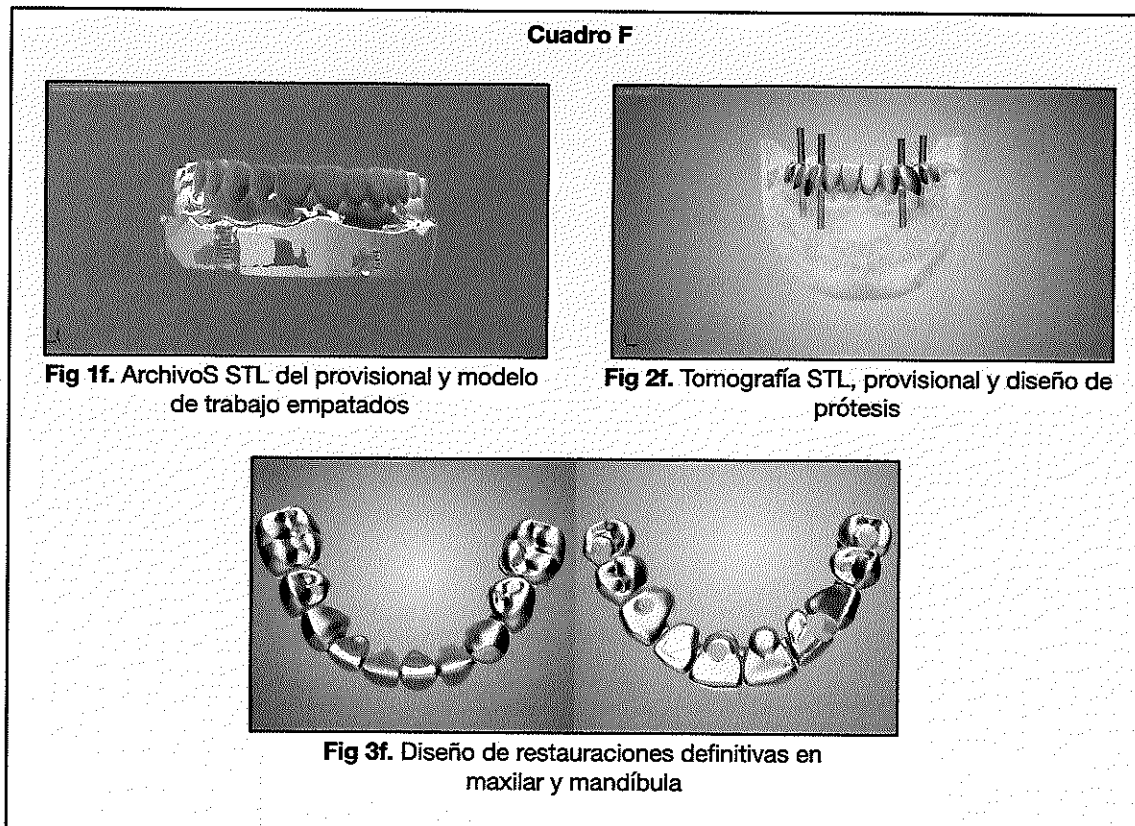 Cuadro F
Fig 1f. ArchivoS STL del provisional y modelo
de trabajo empatados
Fig 2f. Tomografía STL, provisional y diseño de
prótesis
Fig 3f. Diseño de restauraciones definitivas en
maxilar y mandíbula